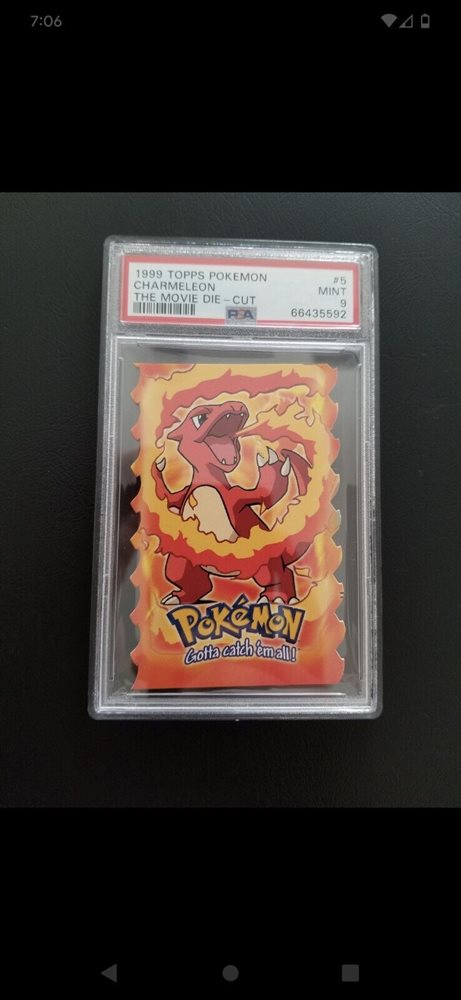 7:06
1999 TOPPS POKEMON #5
CHARMELEON MINT
THE MOVIE DIE-CUT 9
PSA 66435592
POKéMON
Gotta catch 'em all!